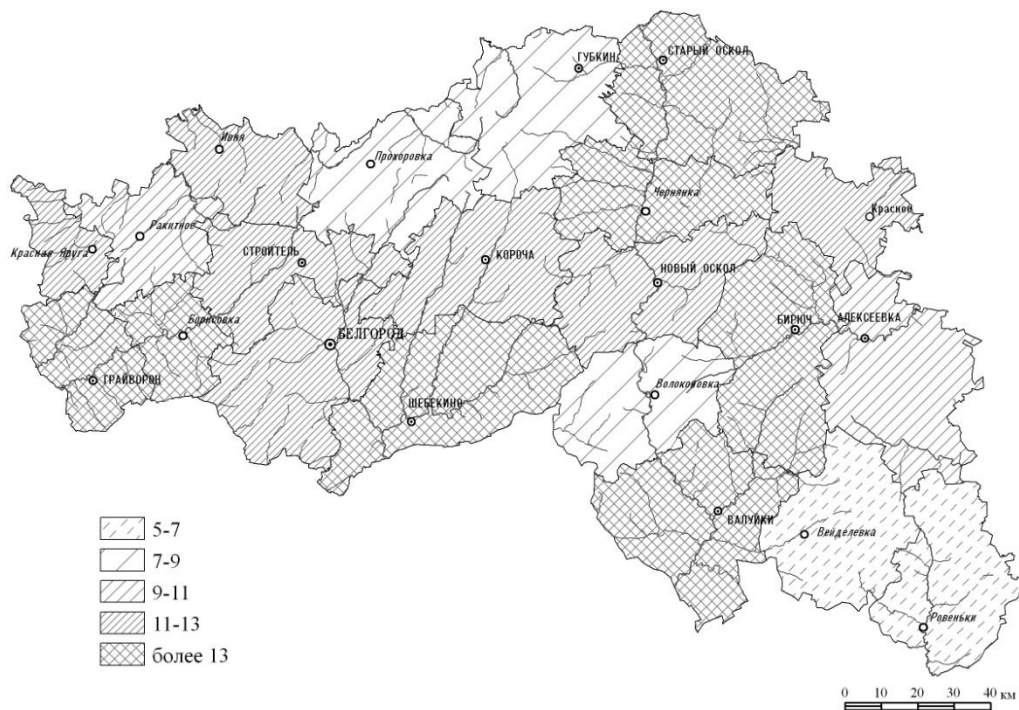 ГУБКИН
СТАРЫЙ ОСКОЛ
Ивня
Прохоровка
Чернянка
Красное
Ракитное
Красная Яруга
СТРОИТЕЛЬ
КОРОЧА
НОВЫЙ ОСКОЛ
БИРЮЧ
АЛЕКСЕЕВКА
Борисовка
БЕЛГОРОД
ГРАЙВОРОН
Волоконовка
ШЕБЕКИНО
ВАЛУЙКИ
Вейделевка
Ровеньки
5-7
7-9
9-11
11-13
более 13
0 10 20 30 40 км